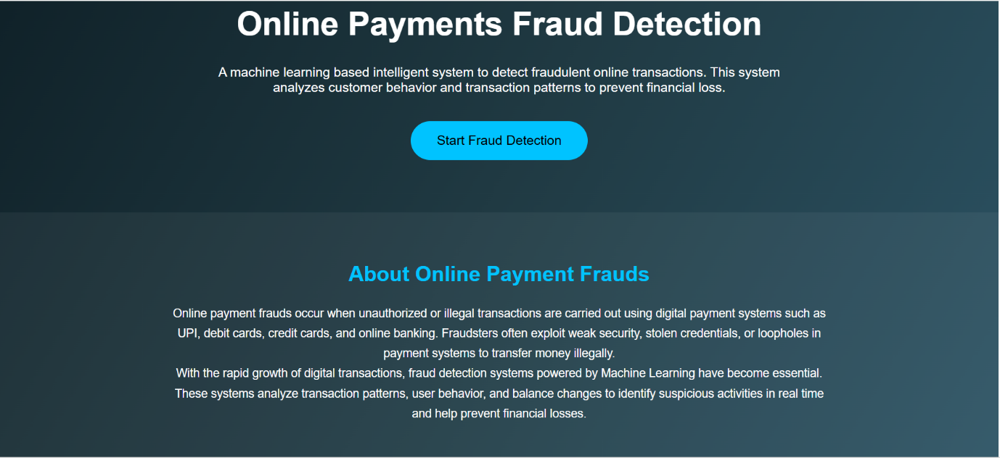 Online Payments Fraud Detection
A machine learning based intelligent system to detect fraudulent online transactions. This system
analyzes customer behavior and transaction patterns to prevent financial loss.
Start Fraud Detection
About Online Payment Frauds
Online payment frauds occur when unauthorized or illegal transactions are carried out using digital payment systems such as
UPI, debit cards, credit cards, and online banking. Fraudsters often exploit weak security, stolen credentials, or loopholes in
payment systems to transfer money illegally.
With the rapid growth of digital transactions, fraud detection systems powered by Machine Learning have become essential.
These systems analyze transaction patterns, user behavior, and balance changes to identify suspicious activities in real time
and help prevent financial losses.